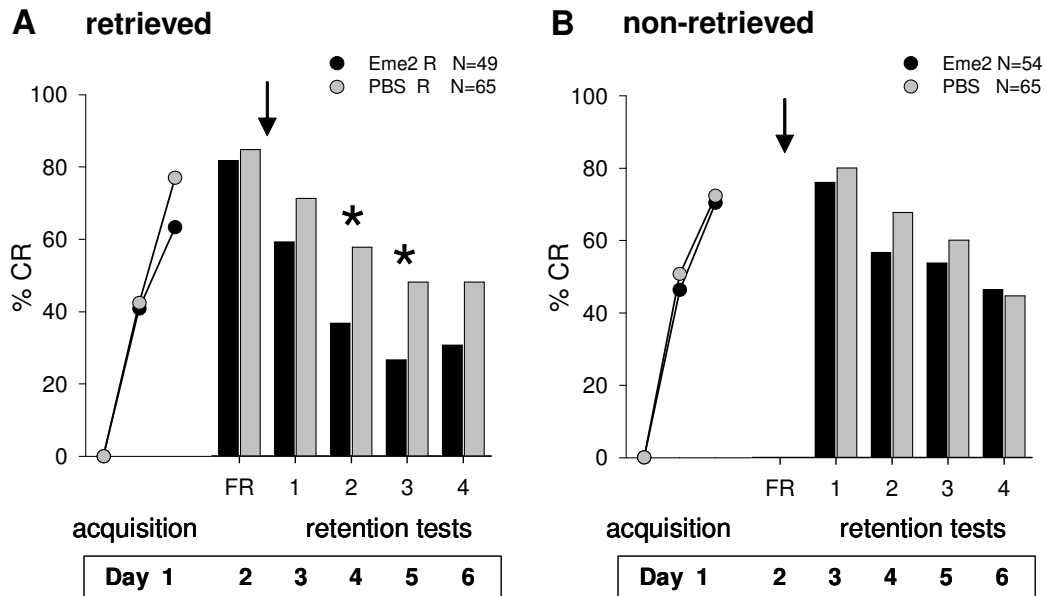 A retrieved
Eme2 R N=49
PBS R N=65
% CR
100
80
60
40
20
0
* *
FR 1 2 3 4
acquisition retention tests
Day 1 2 3 4 5 6
B non-retrieved
Eme2 N=54
PBS N=65
% CR
100
80
60
40
20
0
FR 1 2 3 4
acquisition retention tests
Day 1 2 3 4 5 6